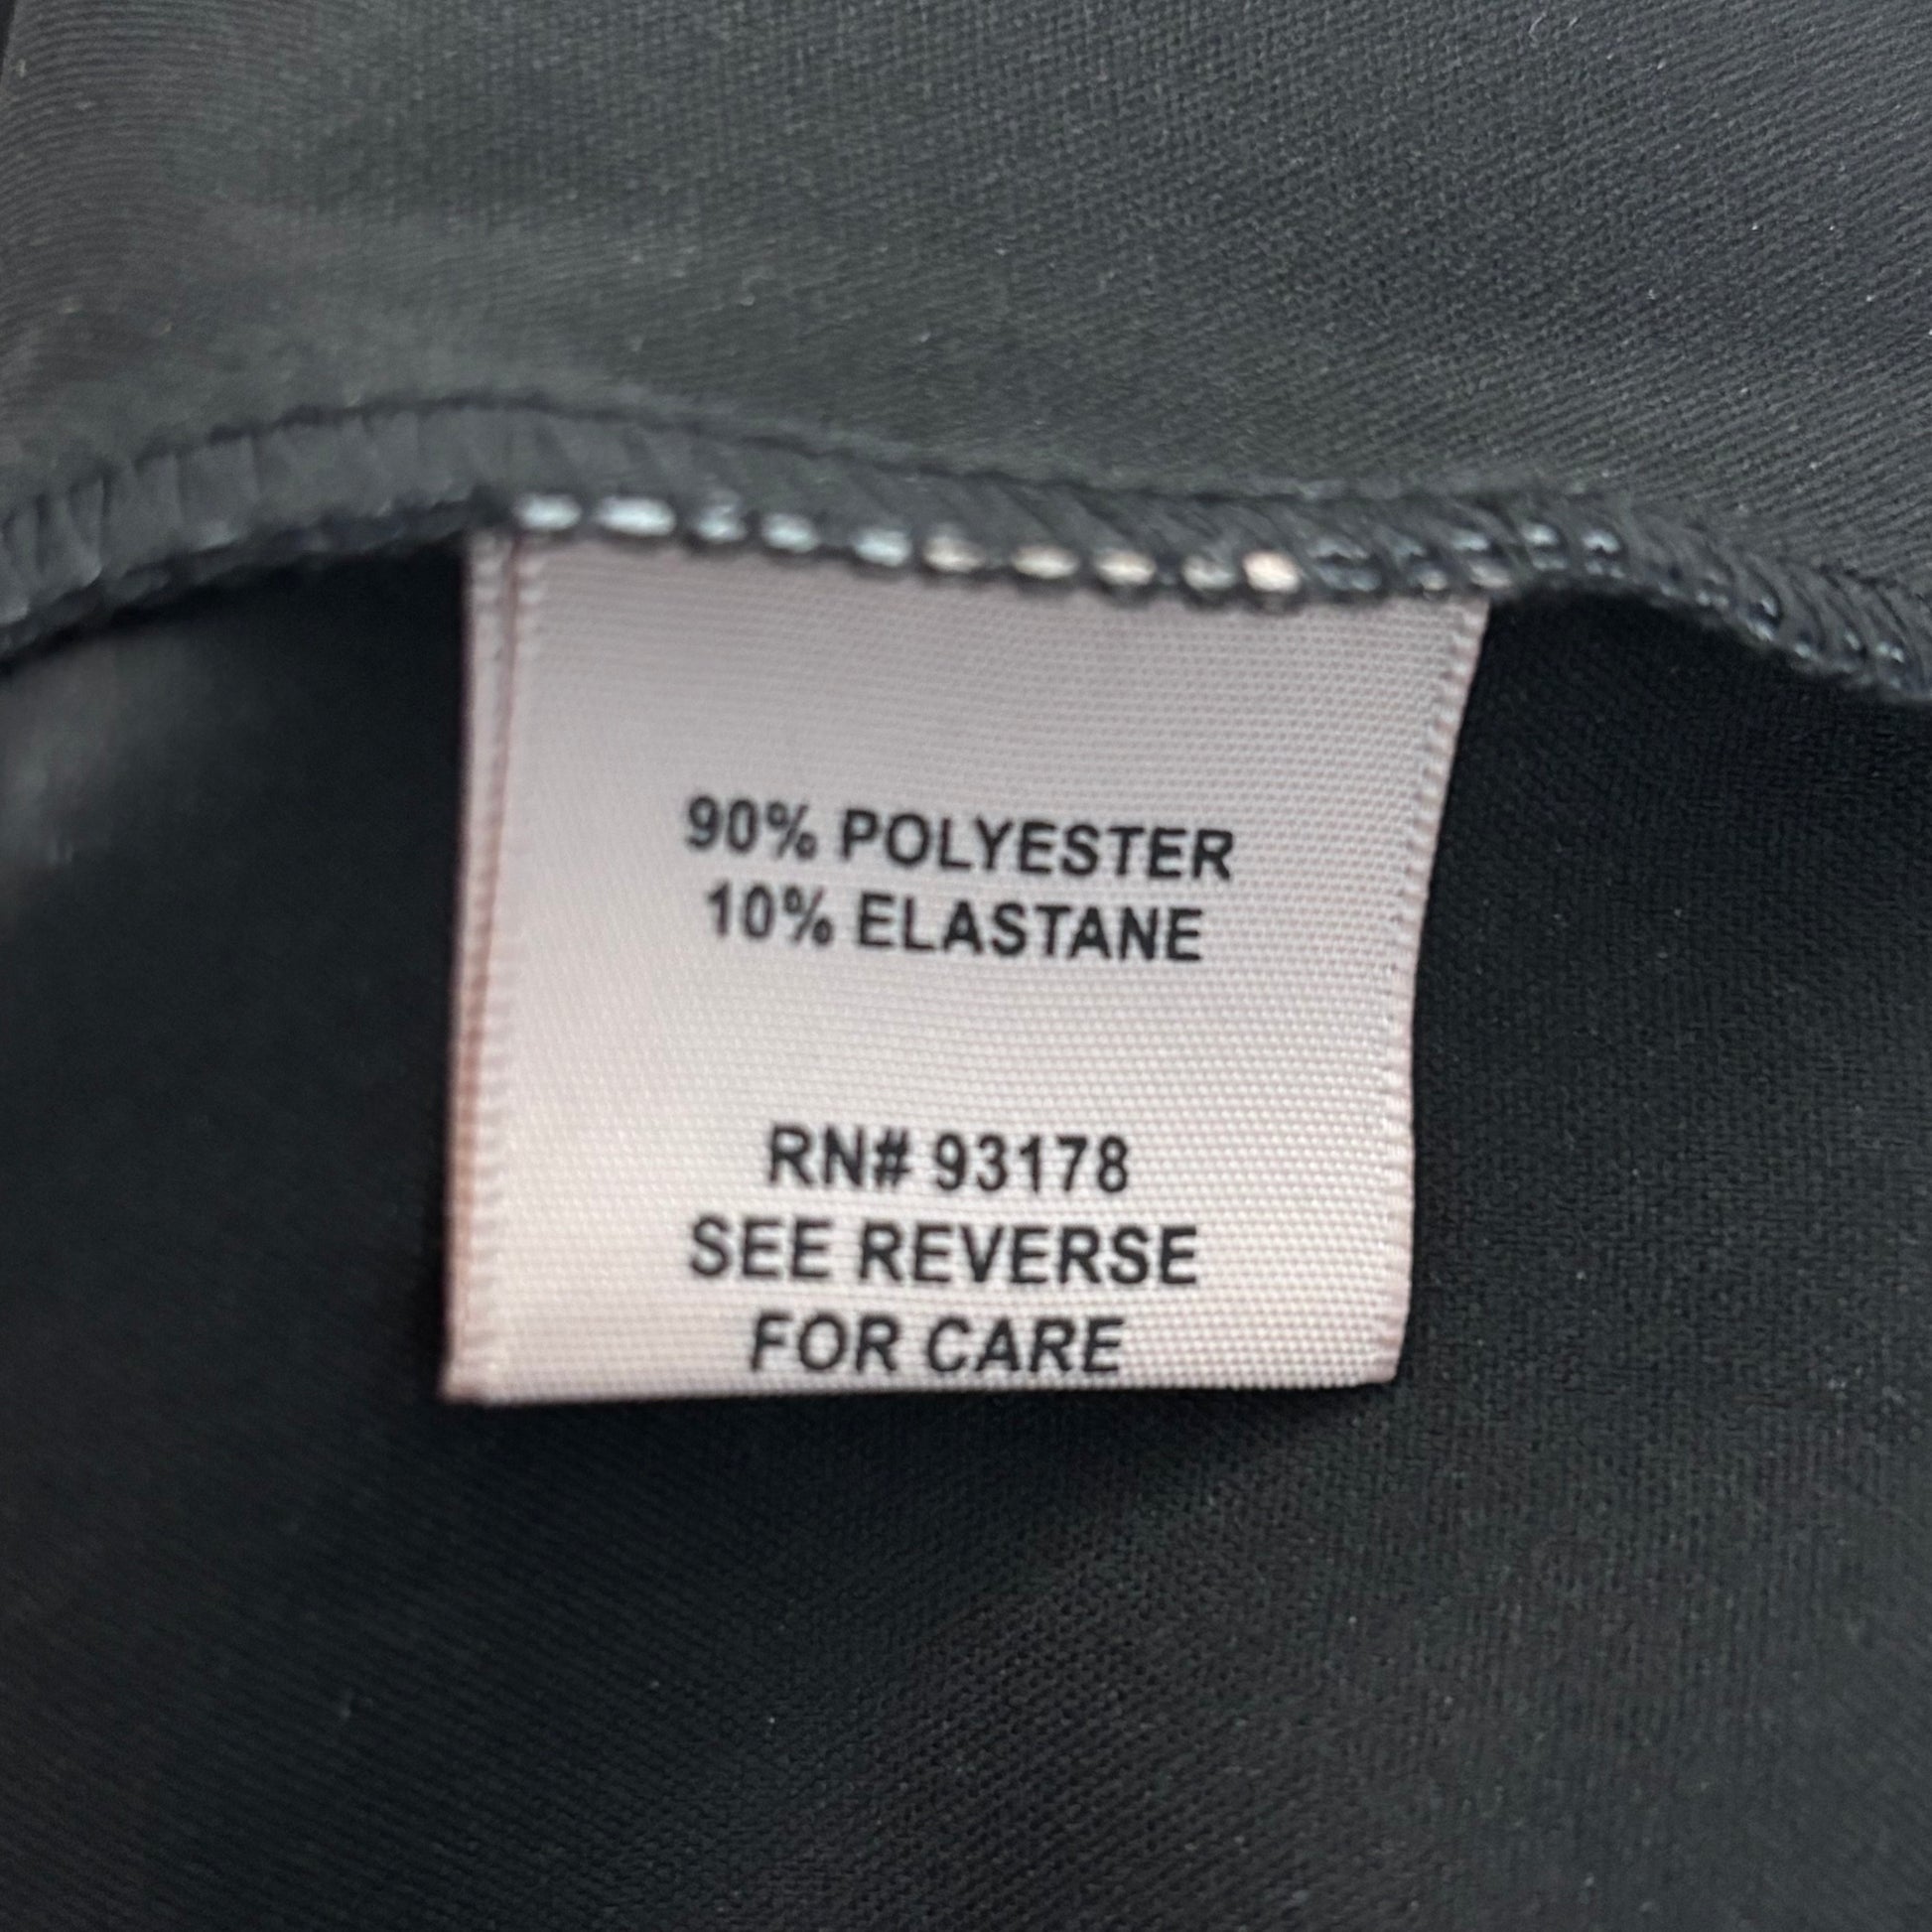 90% POLYESTER
10% ELASTANE
RN# 93178
SEE REVERSE
FOR CARE